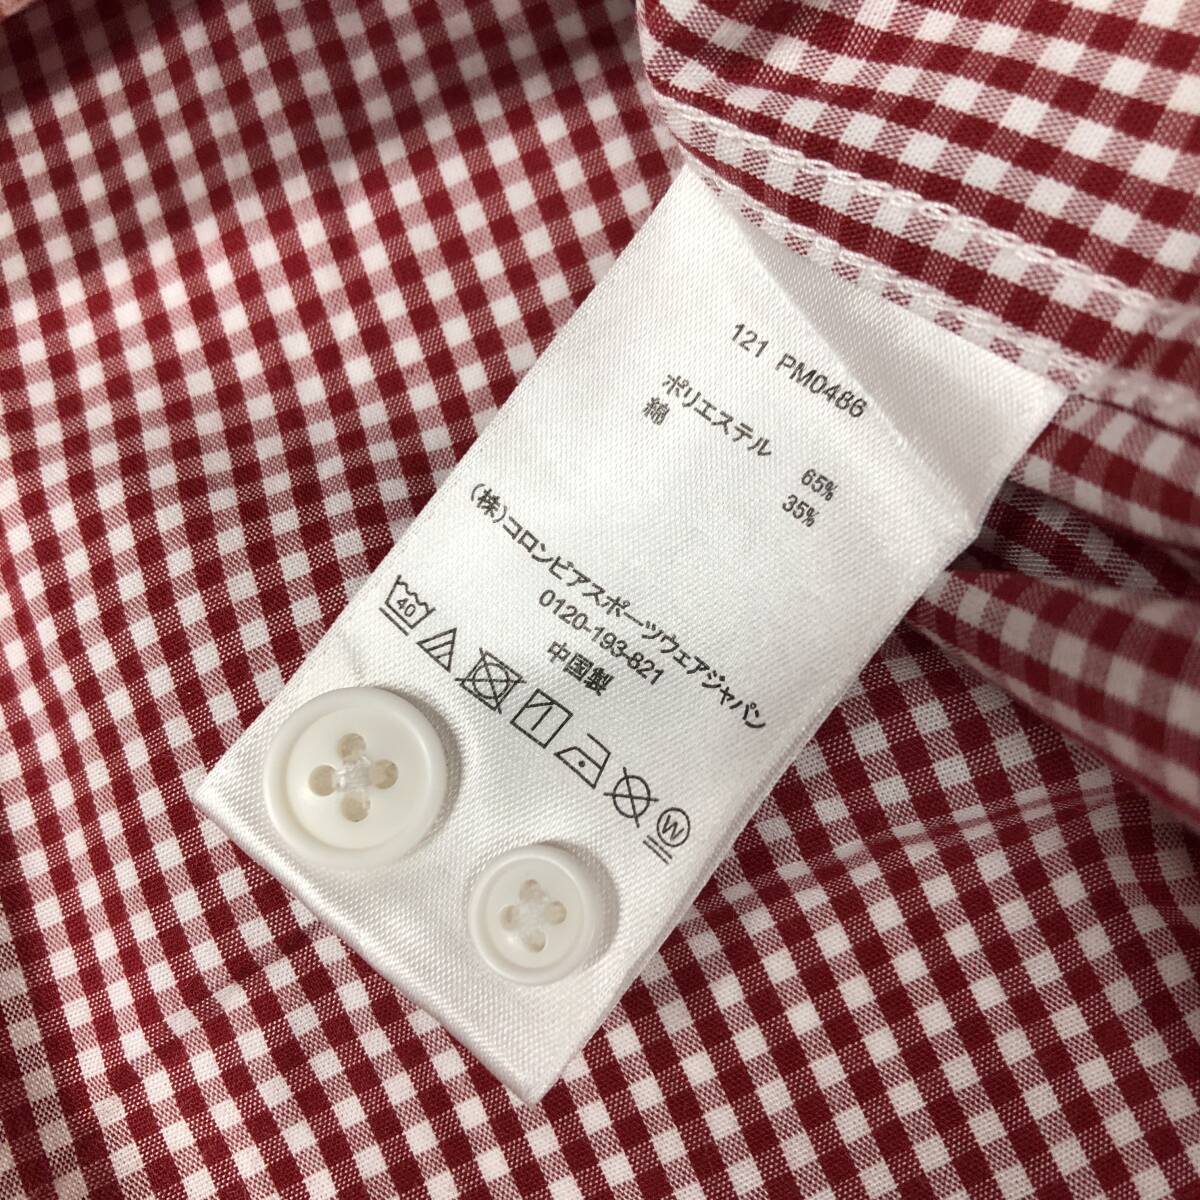 121 PM0486
ポリエステル 65%
綿 35%
(株)コロンビアスポーツウェアジャパン
0120-193-821
中国製
40
W